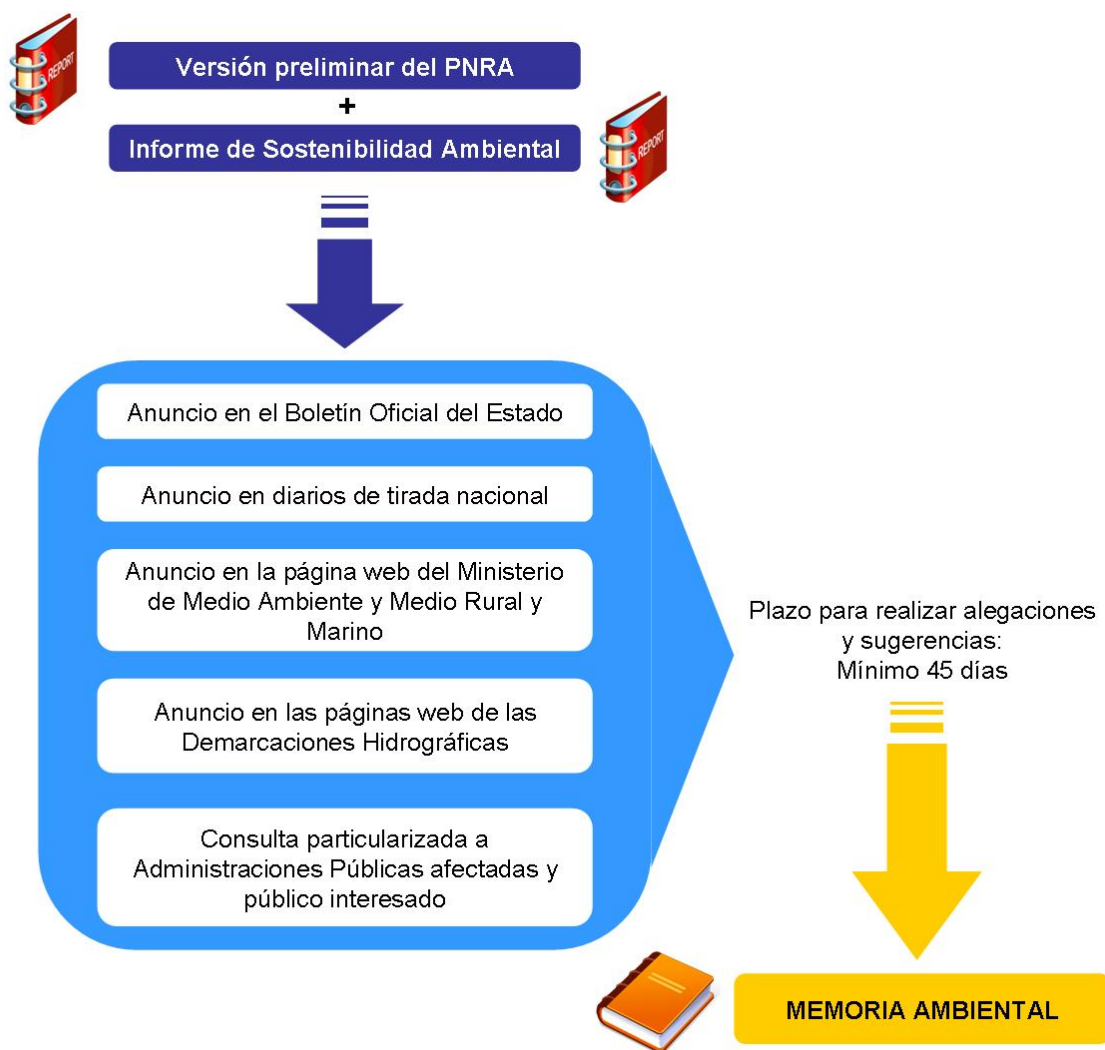 REPORT
Versión preliminar del PNRA
+
Informe de Sostenibilidad Ambiental
REPORT
Anuncio en el Boletín Oficial del Estado
Anuncio en diarios de tirada nacional
Anuncio en la página web del Ministerio
de Medio Ambiente y Medio Rural y
Marino
Anuncio en las páginas web de las
Demarcaciones Hidrográficas
Consulta particularizada a
Administraciones Públicas afectadas y
público interesado
Plazo para realizar alegaciones
y sugerencias:
Mínimo 45 días
MEMORIA AMBIENTAL